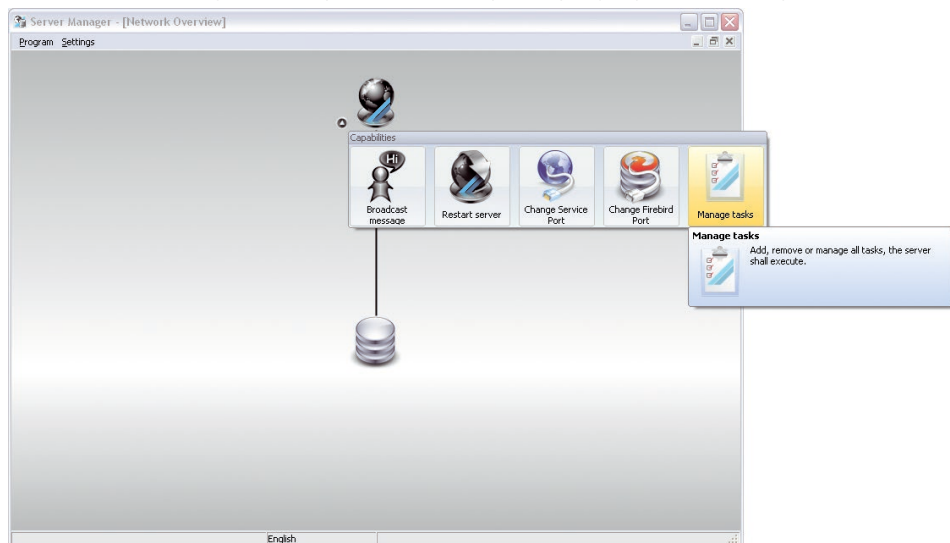 Server Manager - [Network Overview]
Program Settings
Capabilities
Hi
Broadcast message
Restart server
Change Service Port
Change Firebird Port
Manage tasks
Manage tasks
Add, remove or manage all tasks, the server
shall execute.
English